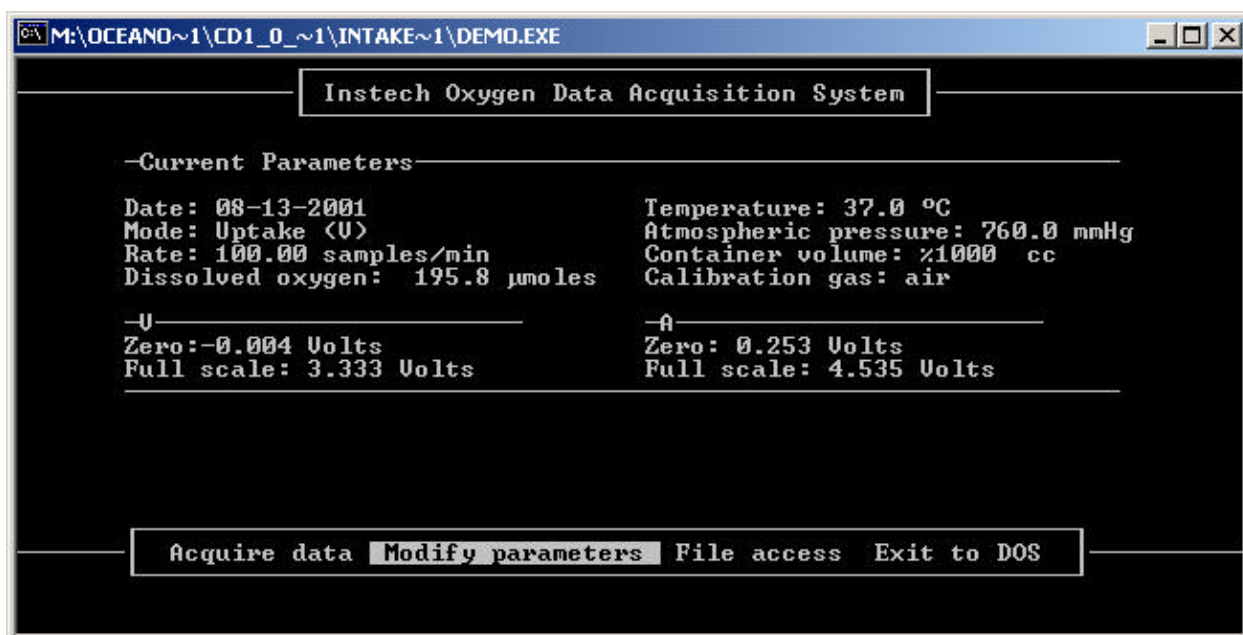 M:\OCEANO~1\CD1_0_~1\INTAKE~1\DEMO.EXE
Instech Oxygen Data Acquisition System
Current Parameters
Date: 08-13-2001
Mode: Uptake (V)
Rate: 100.00 samples/min
Dissolved oxygen: 195.8 µmoles
Temperature: 37.0 ºC
Atmospheric pressure: 760.0 mmHg
Container volume: %1000 cc
Calibration gas: air
V
Zero:-0.004 Volts
Full scale: 3.333 Volts
A
Zero: 0.253 Volts
Full scale: 4.535 Volts
Acquire data Modify parameters File access Exit to DOS